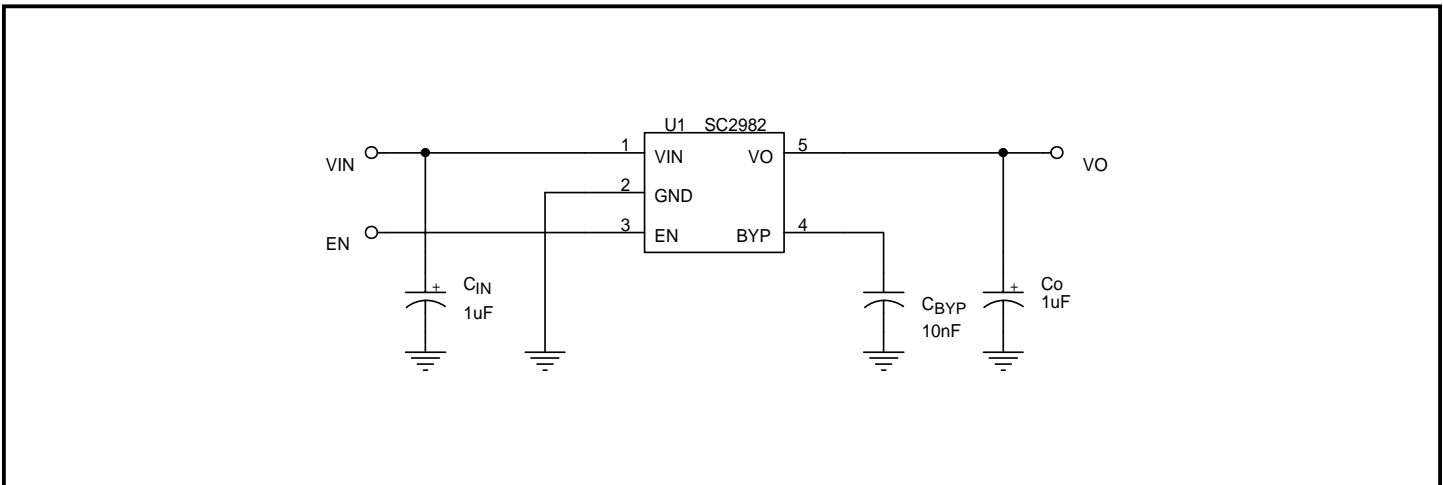 U1 SC2982
VIN
1
VIN
VO
5
VO
2
GND
EN
3
EN
BYP
4
+
CIN
1uF
CBYP
10nF
+
Co
1uF